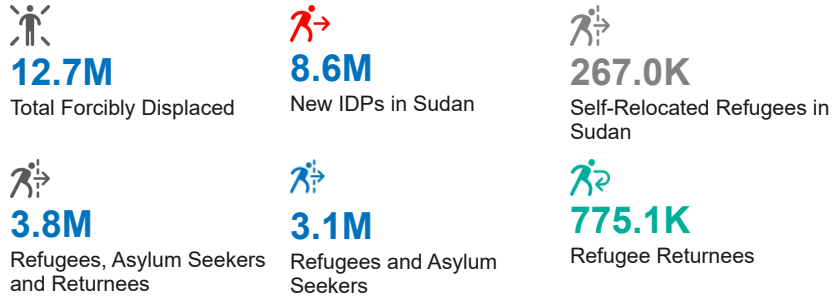 12.7M
Total Forcibly Displaced
8.6M
New IDPs in Sudan
267.0K
Self-Relocated Refugees in
Sudan
3.8M
Refugees, Asylum Seekers
and Returnees
3.1M
Refugees and Asylum
Seekers
775.1K
Refugee Returnees